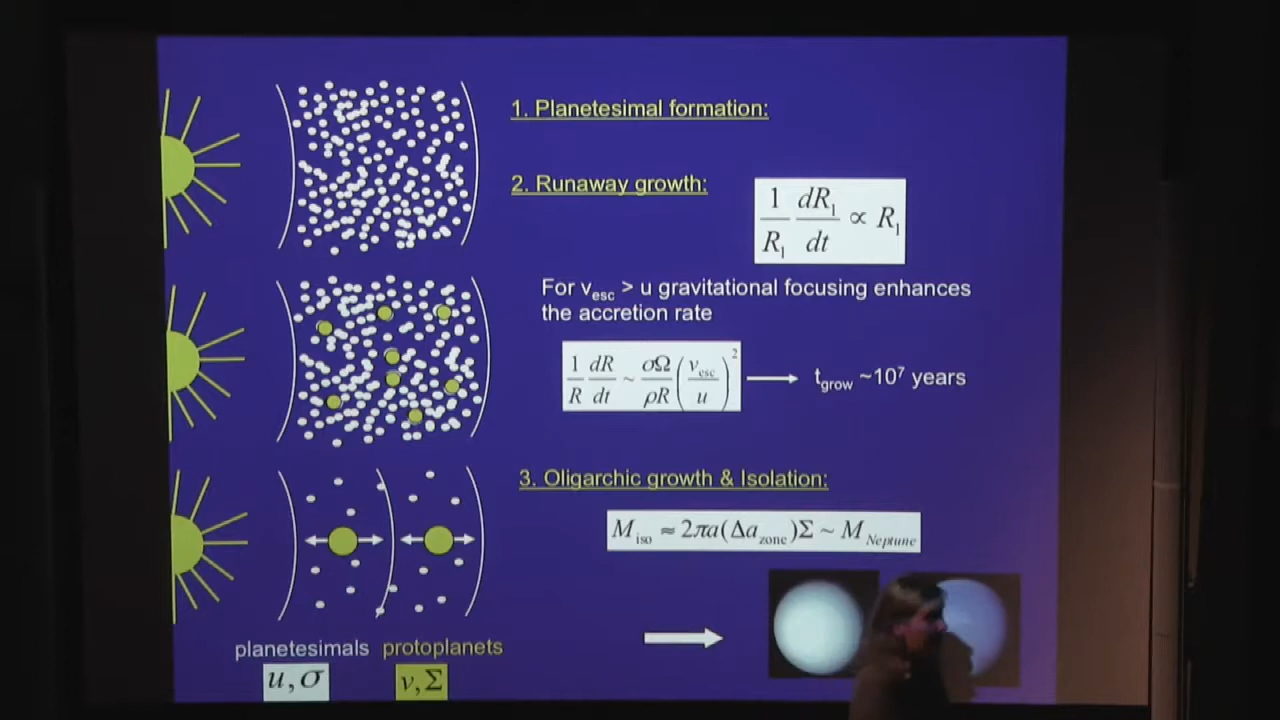 1. Planetesimal formation:
2. Runaway growth:
1/R₁ dR₁/dt ∝ R₁
For v_esc > u gravitational focusing enhances
the accretion rate
1/R dR/dt ~ σΩ/ρR (v_esc/u)²
t_grow ~10⁷ years
3. Oligarchic growth & Isolation:
M_iso ≈ 2πa(Δa_zone)Σ ~ M_Neptune
planetesimals protoplanets
u, σ v, Σ